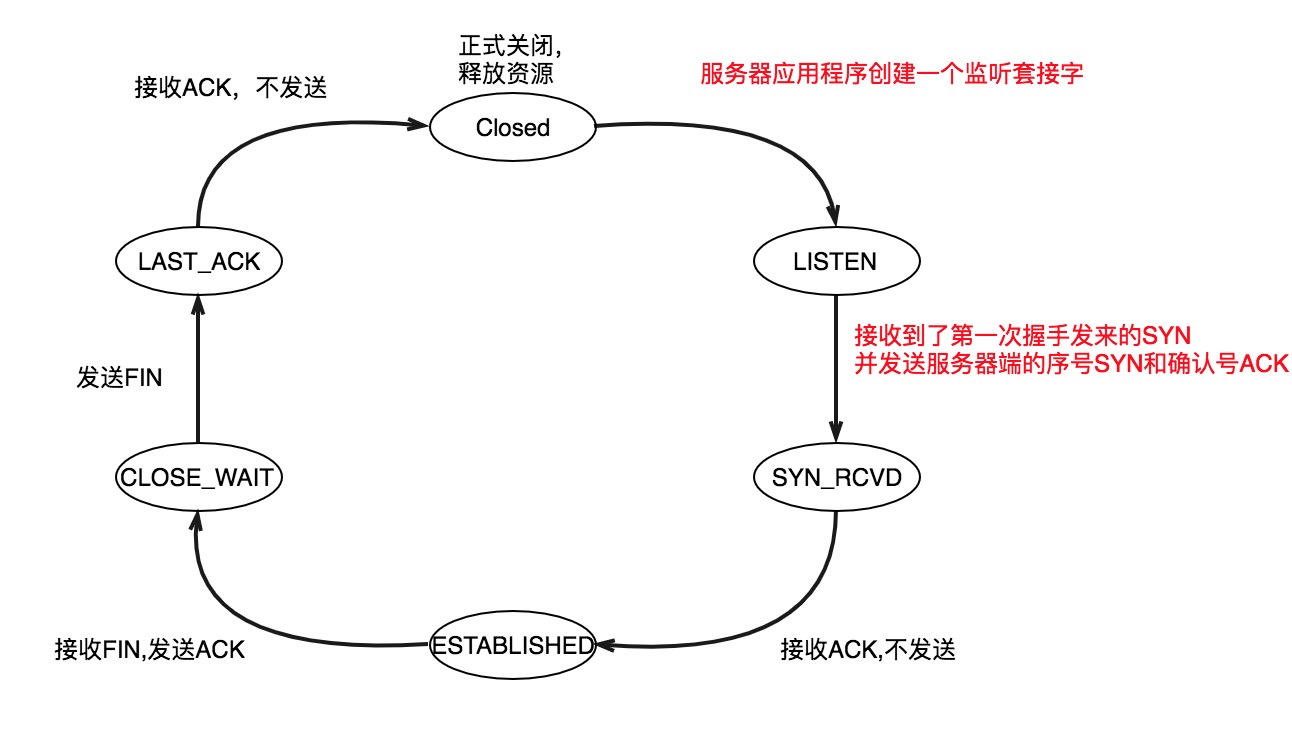 正式关闭，
释放资源
服务器应用程序创建一个监听套接字
接收ACK，不发送
Closed
LAST_ACK
LISTEN
接收到了第一次握手发来的SYN
并发送服务器端的序号SYN和确认号ACK
发送FIN
CLOSE_WAIT
SYN_RCVD
ESTABLISHED
接收FIN,发送ACK
接收ACK,不发送